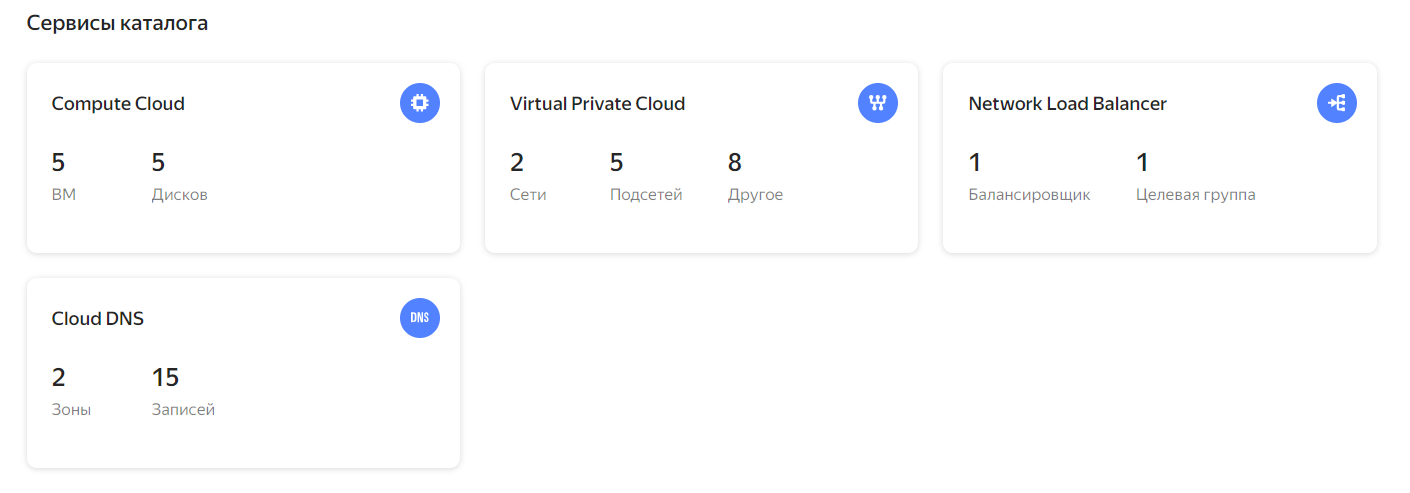 Сервисы каталога
Compute Cloud
5 5
ВМ Дисков
Virtual Private Cloud
2 5 8
Сети Подсетей Другое
Network Load Balancer
1 1
Балансировщик Целевая группа
Cloud DNS
DNS
2 15
Зоны Записей